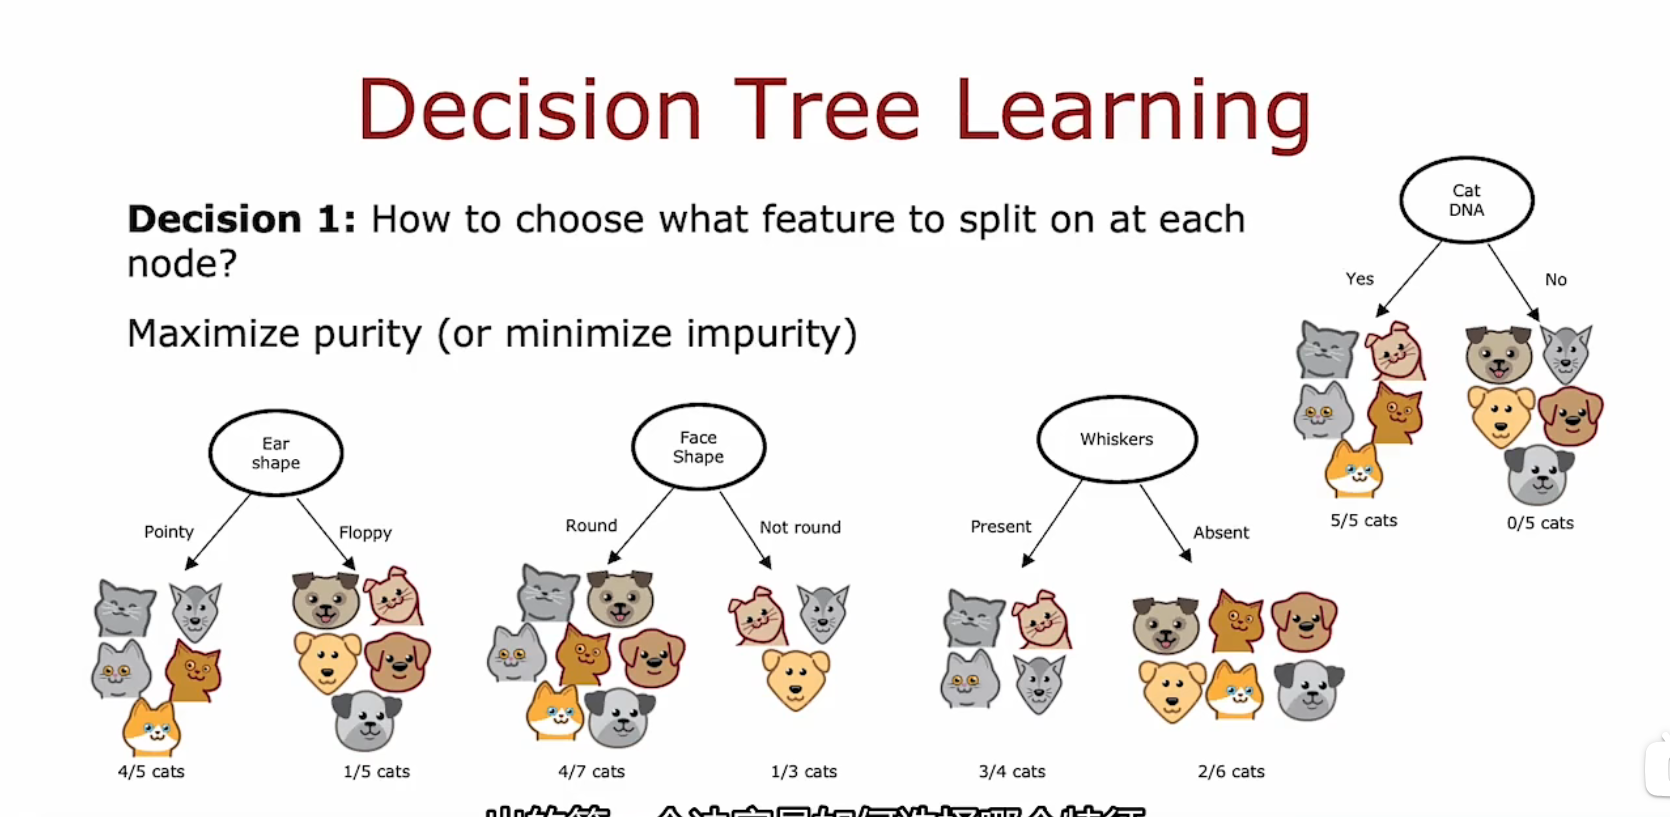 Decision Tree Learning
Decision 1: How to choose what feature to split on at each
node?
Maximize purity (or minimize impurity)
Cat
DNA
Yes
No
5/5 cats
0/5 cats
Ear
shape
Pointy
Floppy
4/5 cats
1/5 cats
Face
Shape
Round
Not round
4/7 cats
1/3 cats
Whiskers
Present
Absent
3/4 cats
2/6 cats